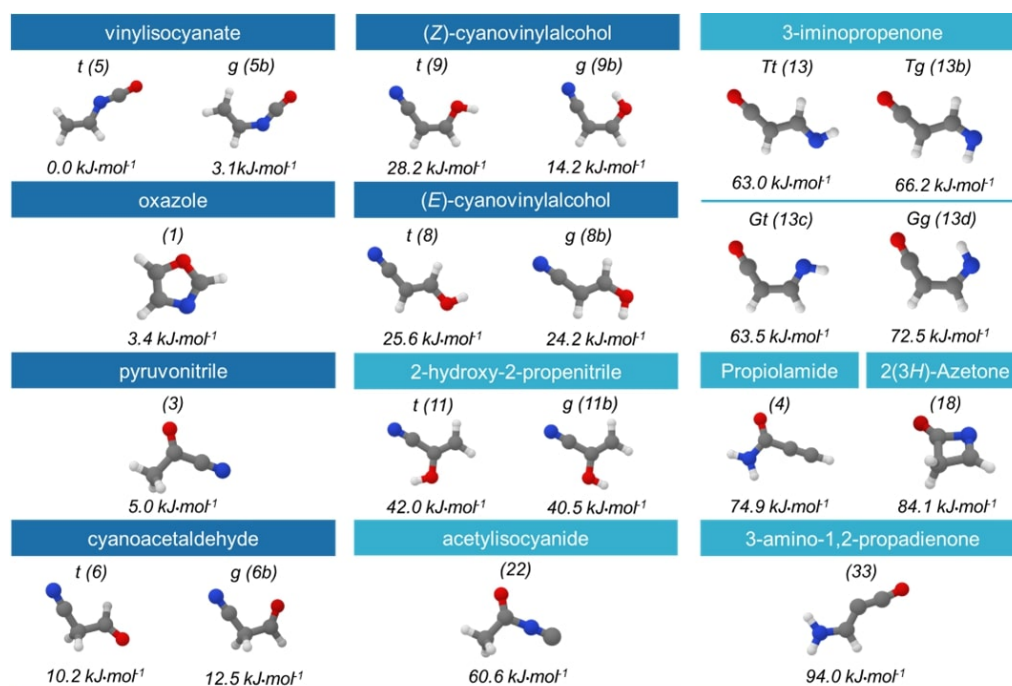 vinylisocyanate
t (5) g (5b)
0.0 kJ·mol-1 3.1kJ·mol-1
oxazole
(1)
3.4 kJ·mol-1
pyruvonitrile
(3)
5.0 kJ·mol-1
cyanoacetaldehyde
t (6) g (6b)
10.2 kJ·mol-1 12.5 kJ·mol-1
(Z)-cyanovinylalcohol
t (9) g (9b)
28.2 kJ·mol-1 14.2 kJ·mol-1
(E)-cyanovinylalcohol
t (8) g (8b)
25.6 kJ·mol-1 24.2 kJ·mol-1
2-hydroxy-2-propenitrile
t (11) g (11b)
42.0 kJ·mol-1 40.5 kJ·mol-1
acetylisocyanide
(22)
60.6 kJ·mol-1
3-iminopropenone
Tt (13) Tg (13b)
63.0 kJ·mol-1 66.2 kJ·mol-1
Gt (13c) Gg (13d)
63.5 kJ·mol-1 72.5 kJ·mol-1
Propiolamide 2(3H)-Azetone
(4) (18)
74.9 kJ·mol-1 84.1 kJ·mol-1
3-amino-1,2-propadienone
(33)
94.0 kJ·mol-1